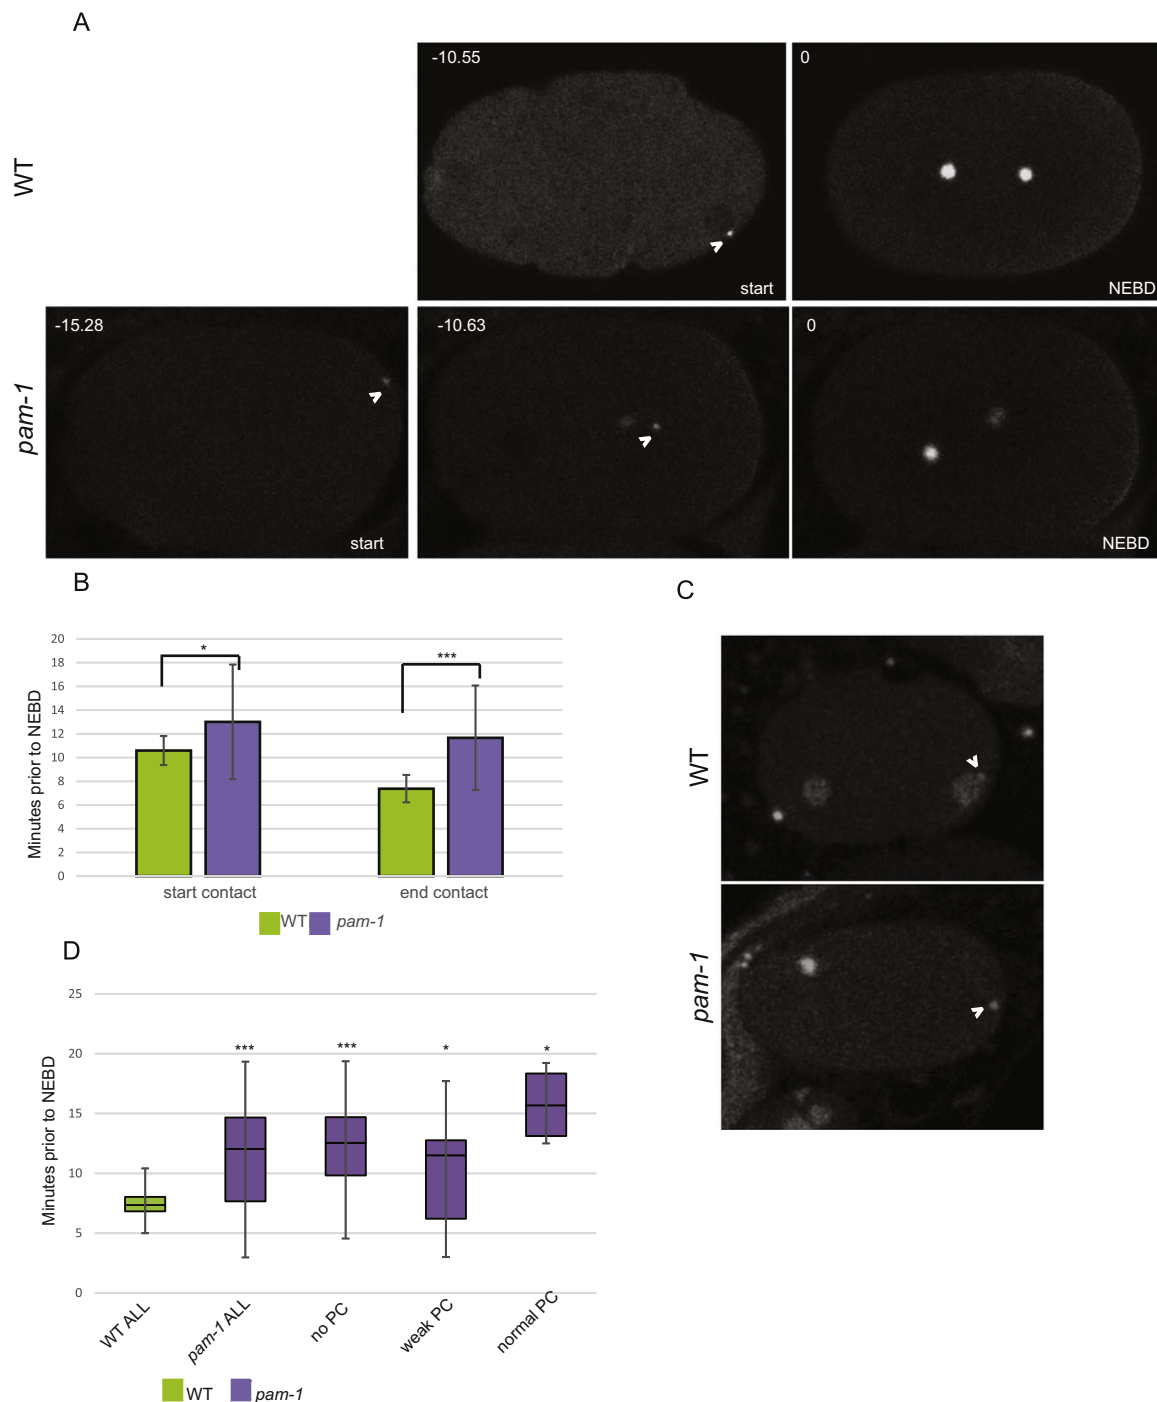 A
WT
-10.55
start
0
NEBD
pam-1
-15.28
start
-10.63
0
NEBD
B
Minutes prior to NEBD
20
18
16
14
12
10
8
6
4
2
0
*
***
start contact
end contact
WT
pam-1
C
WT
pam-1
D
Minutes prior to NEBD
25
20
15
10
5
0
***
***
*
*
WT ALL
pam-1 ALL
no PC
weak PC
normal PC
WT
pam-1